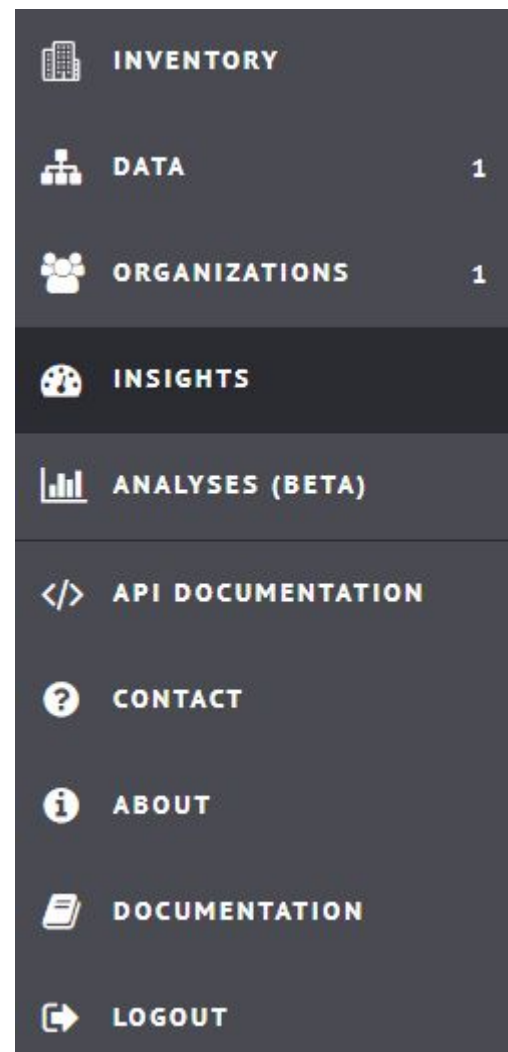 INVENTORY
DATA 1
ORGANIZATIONS 1
INSIGHTS
ANALYSES (BETA)
</> API DOCUMENTATION
CONTACT
ABOUT
DOCUMENTATION
LOGOUT